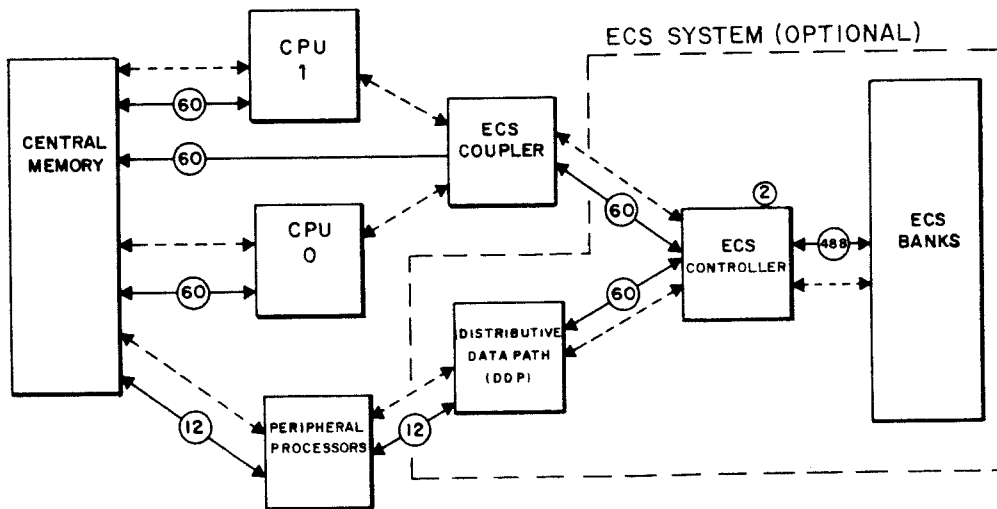 ECS SYSTEM (OPTIONAL)
CPU
1
60
CENTRAL
MEMORY
60
ECS
COUPLER
CPU
0
60
60
2
ECS
CONTROLLER
488
ECS
BANKS
60
DISTRIBUTIVE
DATA PATH
(DDP)
12
PERIPHERAL
PROCESSORS
12